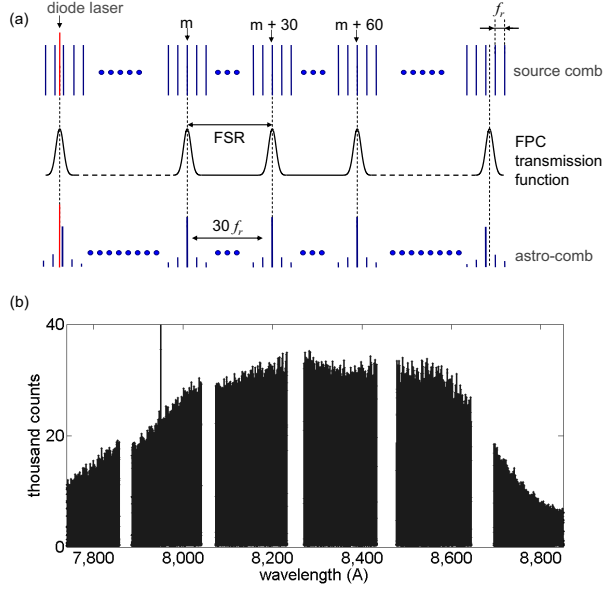 (a)
diode laser
m
m + 30
m + 60
f_r
source comb
FSR
FPC
transmission
function
30 f_r
astro-comb
(b)
thousand counts
40
20
0
7,800
8,000
8,200
8,400
8,600
8,800
wavelength (A)